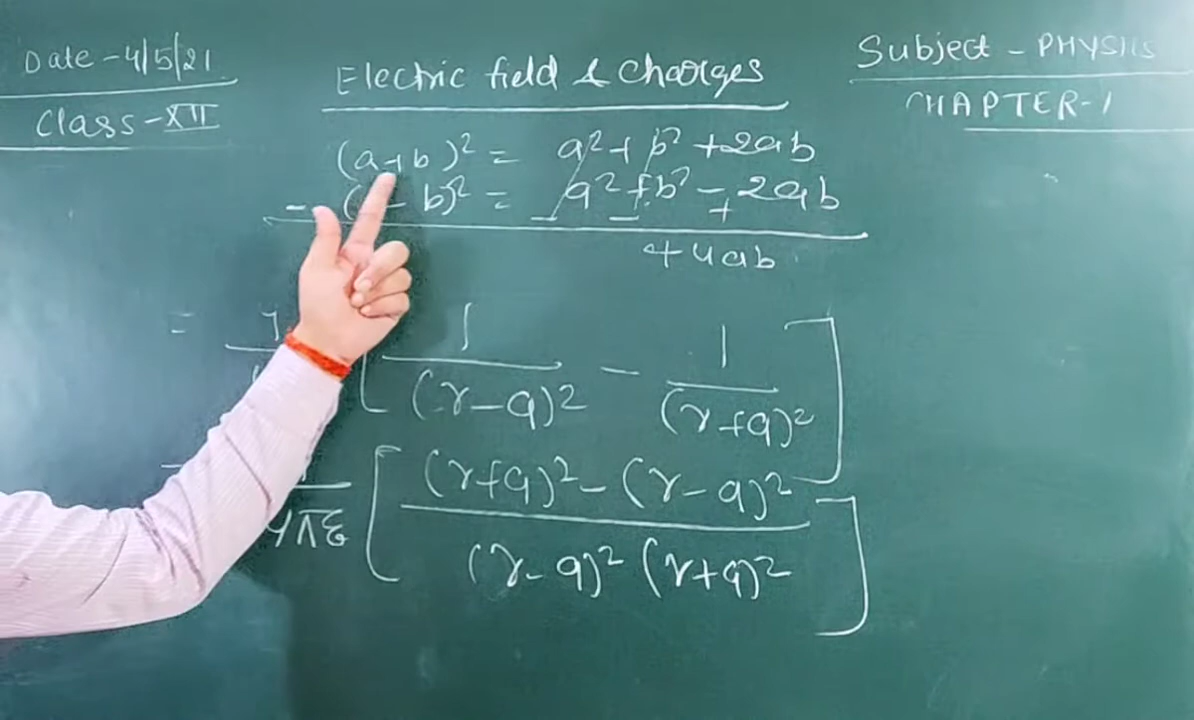 Date - 4/5/21
Class - XII
Electric field & Charges
Subject - PHYSICS
CHAPTER-1
(a+b)² = a² + b² + 2ab
- ( - b)² = a² + b² - 2ab
- - +
+ 4ab
= [ 1/(r-a)² - 1/(r+a)² ]
= /4πε [ (r+a)² - (r-a)² / (r-a)² (r+a)² ]